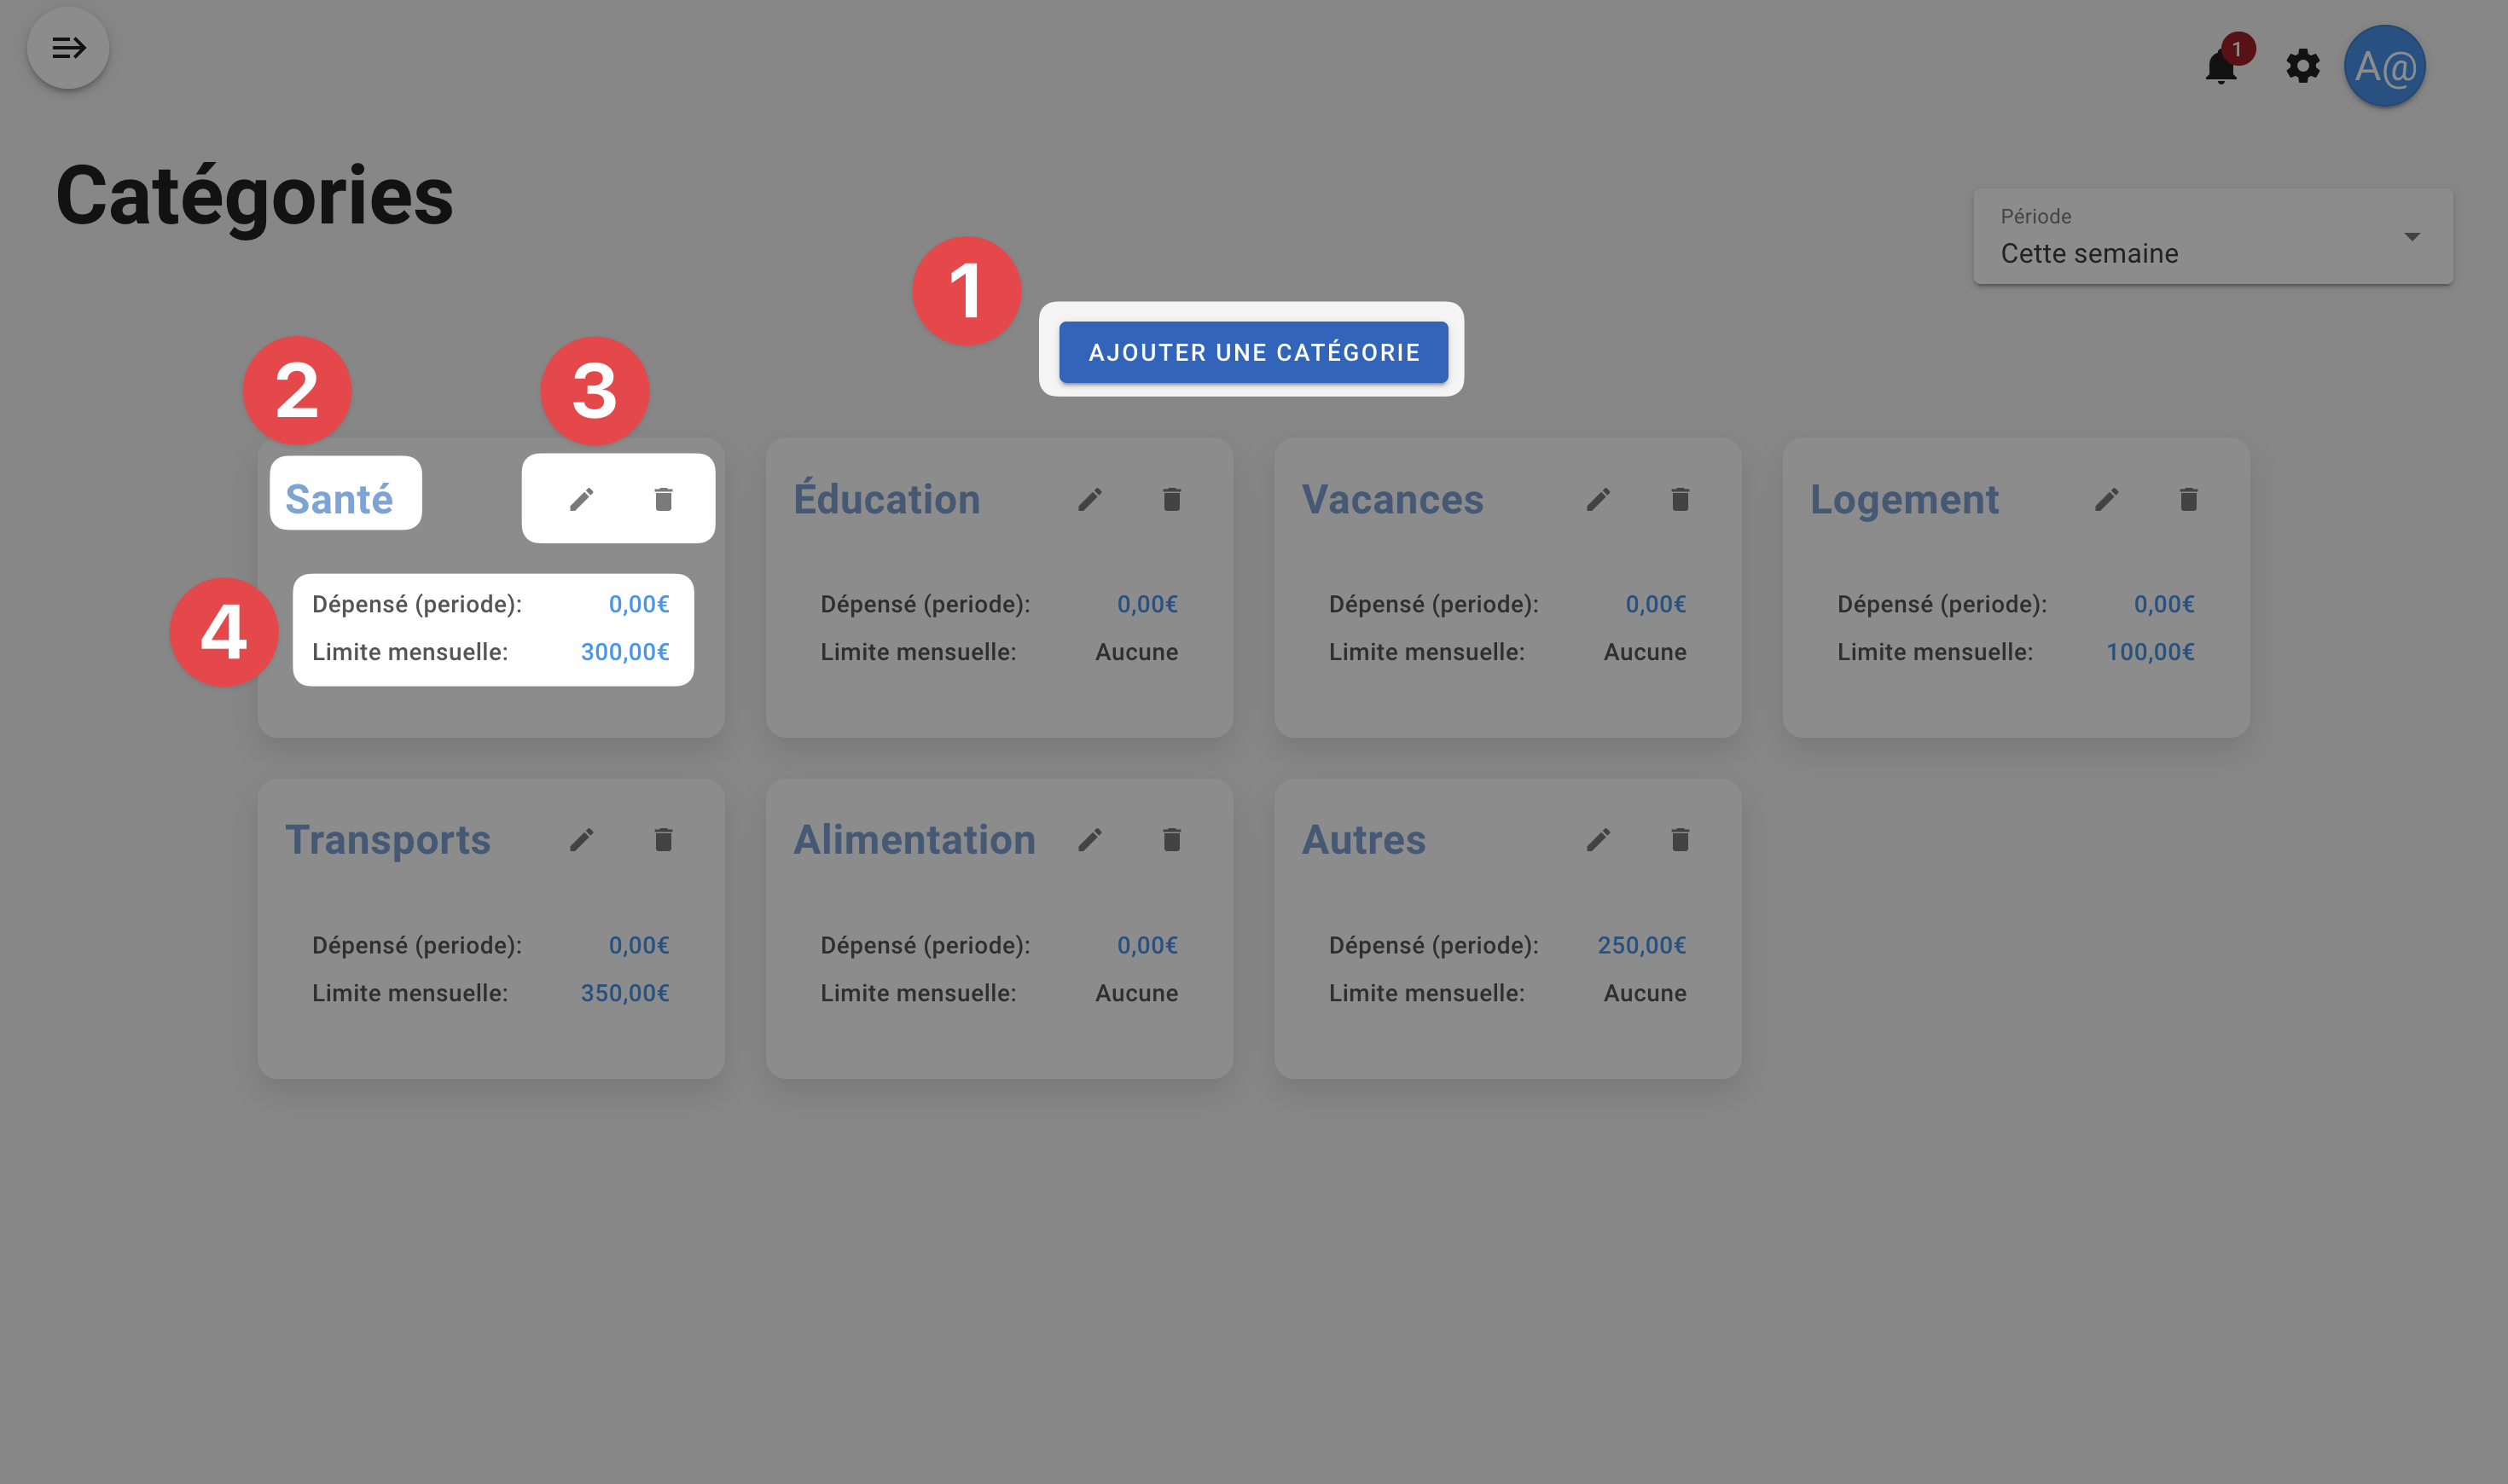 1
A@
Catégories
Période
Cette semaine
1
AJOUTER UNE CATÉGORIE
2
3
Santé
Éducation
Vacances
Logement
4
Dépensé (periode): 0,00€
Limite mensuelle: 300,00€
Dépensé (periode): 0,00€
Limite mensuelle: Aucune
Dépensé (periode): 0,00€
Limite mensuelle: Aucune
Dépensé (periode): 0,00€
Limite mensuelle: 100,00€
Transports
Dépensé (periode): 0,00€
Limite mensuelle: 350,00€
Alimentation
Dépensé (periode): 0,00€
Limite mensuelle: Aucune
Autres
Dépensé (periode): 250,00€
Limite mensuelle: Aucune